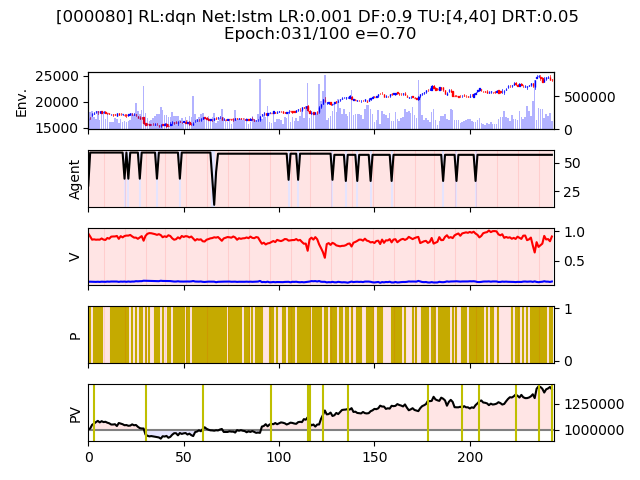 [000080] RL:dqn Net:lstm LR:0.001 DF:0.9 TU:[4,40] DRT:0.05
Epoch:031/100 e=0.70
Env.
25000
20000
15000
500000
0
Agent
50
25
V
1.0
0.5
P
1
0
PV
1250000
1000000
0
50
100
150
200